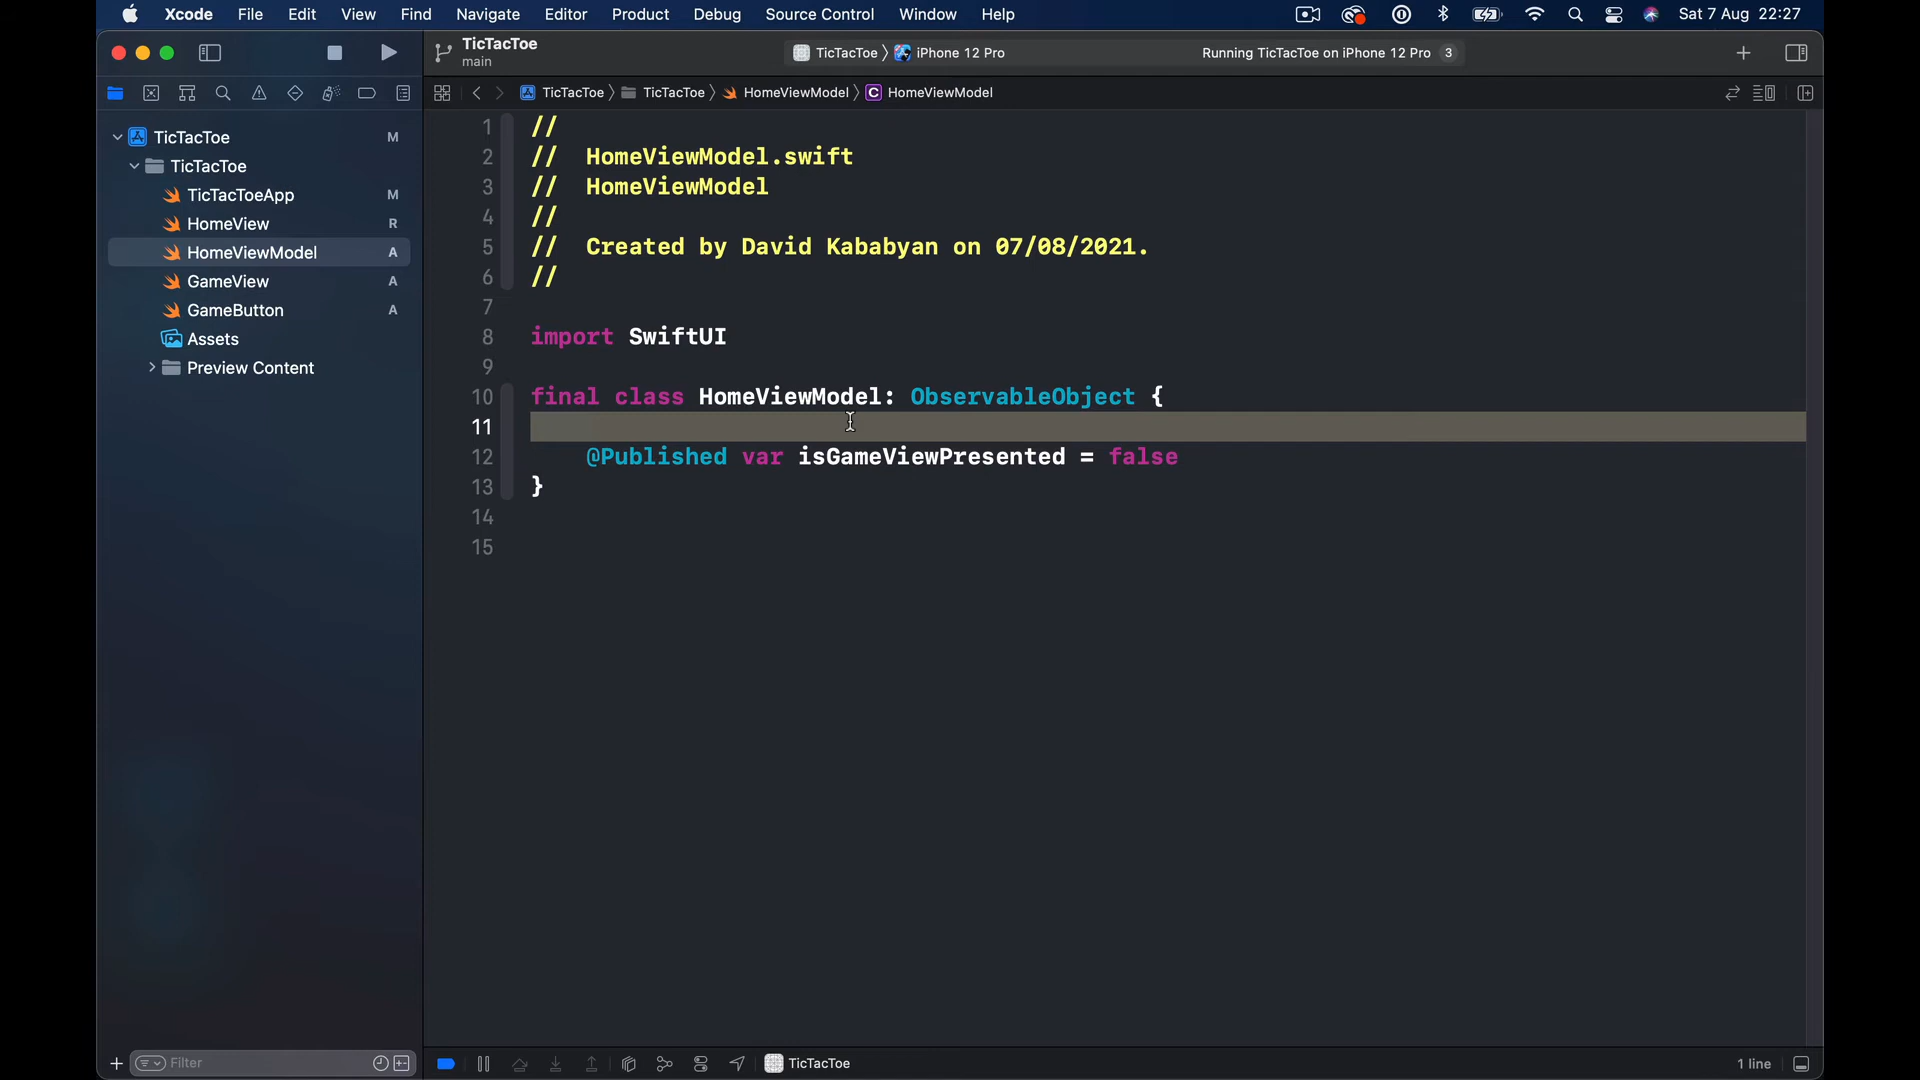 Xcode File Edit View Find Navigate Editor Product Debug Source Control Window Help Sat 7 Aug 22:27
TicTacToe
main
TicTacToe 〉 iPhone 12 Pro
Running TicTacToe on iPhone 12 Pro 3
TicTacToe 〉 TicTacToe 〉 HomeViewModel 〉 C HomeViewModel
TicTacToe M
TicTacToe
TicTacToeApp M
HomeView R
HomeViewModel A
GameView A
GameButton A
Assets
Preview Content
Filter
1 //
2 //  HomeViewModel.swift
3 //  HomeViewModel
4 //
5 //  Created by David Kababyan on 07/08/2021.
6 //
7
8 import SwiftUI
9
10 final class HomeViewModel: ObservableObject {
11
12     @Published var isGameViewPresented = false
13 }
14
15
TicTacToe
1 line